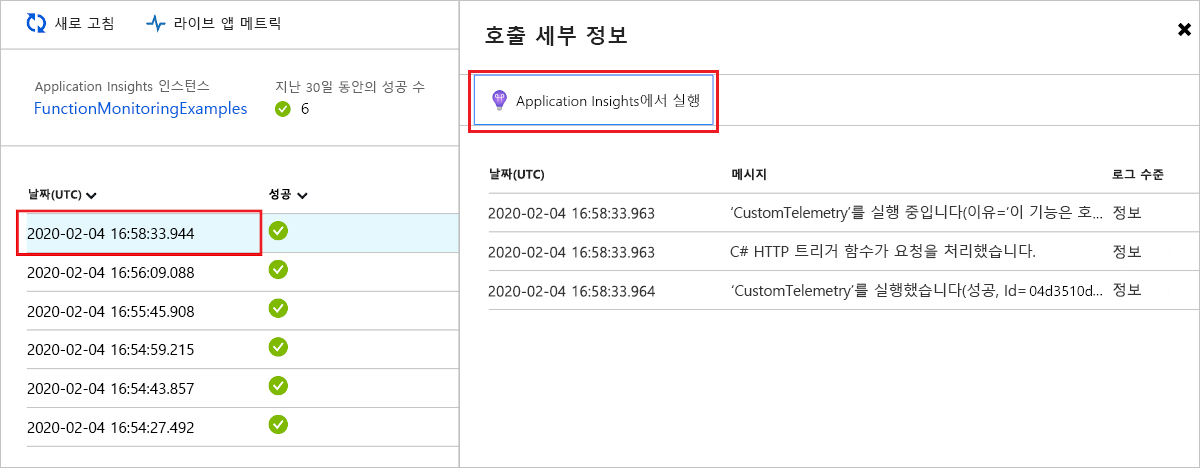 새로 고침 라이브 앱 메트릭
Application Insights 인스턴스 지난 30일 동안의 성공 수
FunctionMonitoringExamples 6
날짜(UTC) 성공
2020-02-04 16:58:33.944
2020-02-04 16:56:09.088
2020-02-04 16:55:45.908
2020-02-04 16:54:59.215
2020-02-04 16:54:43.857
2020-02-04 16:54:27.492
호출 세부 정보
Application Insights에서 실행
날짜(UTC) 메시지 로그 수준
2020-02-04 16:58:33.963 ‘CustomTelemetry’를 실행 중입니다(이유=‘이 기능은 호... 정보
2020-02-04 16:58:33.963 C# HTTP 트리거 함수가 요청을 처리했습니다. 정보
2020-02-04 16:58:33.964 ‘CustomTelemetry’를 실행했습니다(성공, Id= 04d3510d... 정보